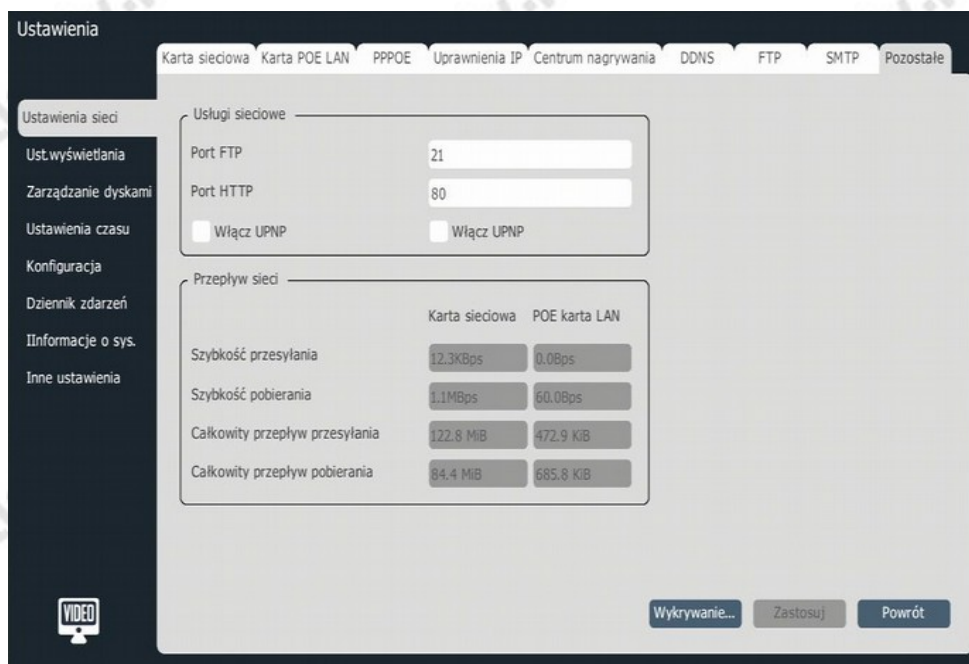 Ustawienia
Karta sieciowa Karta POE LAN PPPOE Uprawnienia IP Centrum nagrywania DDNS FTP SMTP Pozostałe
Ustawienia sieci
Ust.wyświetlania
Zarządzanie dyskami
Ustawienia czasu
Konfiguracja
Dziennik zdarzeń
IInformacje o sys.
Inne ustawienia
Usługi sieciowe
Port FTP 21
Port HTTP 80
Włącz UPNP Włącz UPNP
Przepływ sieci
Karta sieciowa POE karta LAN
Szybkość przesyłania 12.3KBps 0.0Bps
Szybkość pobierania 1.1MBps 60.0Bps
Całkowity przepływ przesyłania 122.8 MiB 472.9 KiB
Całkowity przepływ pobierania 84.4 MiB 685.8 KiB
VIDEO
Wykrywanie... Zastosuj Powrót